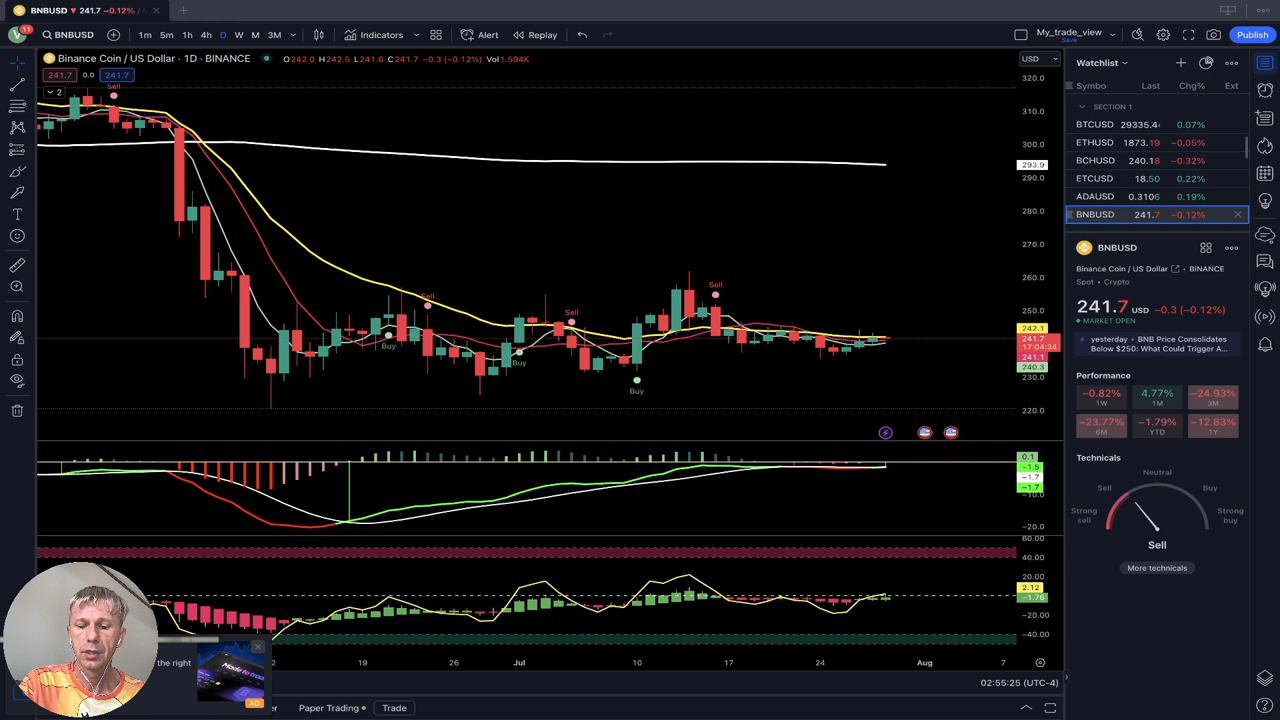 BNBUSD ▼ 241.7 −0.12% /
11
BNBUSD
1m 5m 1h 4h D W M 3M
Indicators
Alert
Replay
My_trade_view
Save
Publish
Binance Coin / US Dollar · 1D · BINANCE
O242.0 H242.5 L241.6 C241.7 −0.3 (−0.12%) Vol1.594K
241.7 0.0 241.7
2
USD
Sell
Sell
Sell
Sell
Buy
Buy
Buy
320.0
310.0
300.0
293.9
290.0
280.0
270.0
260.0
250.0
242.1
241.7
17:04:34
241.1
240.3
230.0
220.0
0.1
−1.5
−1.7
−1.7
−10.0
−20.0
60.00
40.00
20.00
2.12
−1.76
−20.00
−40.00
19 26 Jul 10 17 24 Aug 7
02:55:25 (UTC-4)
the right
Made to trade
AD
Paper Trading
Trade
Watchlist
Symbo Last Chg% Ext
SECTION 1
BTCUSD 29335.44 0.07%
ETHUSD 1873.19 −0.05%
BCHUSD 240.18 −0.32%
ETCUSD 18.50 0.22%
ADAUSD 0.3106 0.19%
BNBUSD 241.7 −0.12%
BNBUSD
Binance Coin / US Dollar · BINANCE
Spot · Crypto
241.7 USD −0.3 (−0.12%)
MARKET OPEN
yesterday · BNB Price Consolidates
Below $250: What Could Trigger A...
Performance
−0.82%
1W
4.77%
1M
−24.93%
3M
−23.77%
6M
−1.79%
YTD
−12.83%
1Y
Technicals
Neutral
Sell
Buy
Strong
sell
Strong
buy
Sell
More technicals